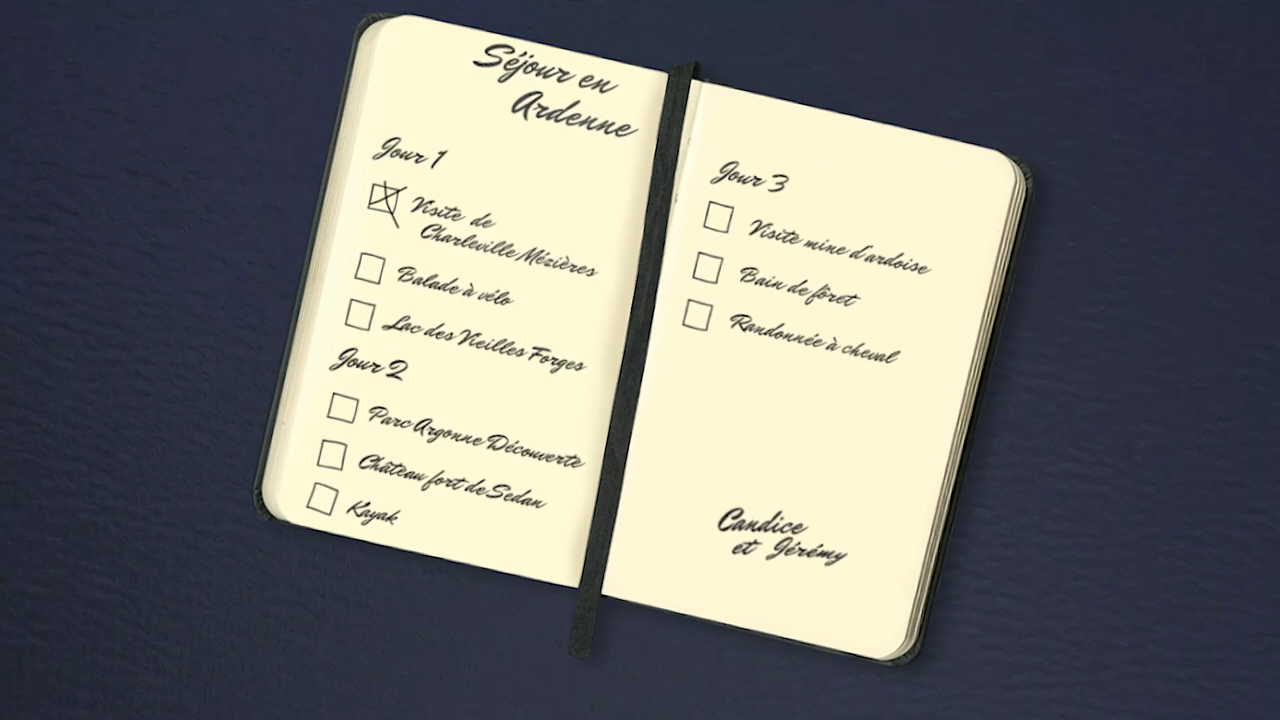 Séjour en
Ardenne
Jour 1
Visite de
Charleville Mézières
Balade à vélo
Lac des Vieilles Forges
Jour 2
Parc Argonne Découverte
Château fort de Sedan
Kayak
Jour 3
Visite mine d'ardoise
Bain de fôret
Randonnée à cheval
Candice
et Jérémy